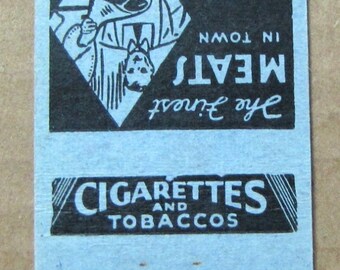 The Finest
MEATS
IN TOWN
CIGARETTES
AND
TOBACCOS